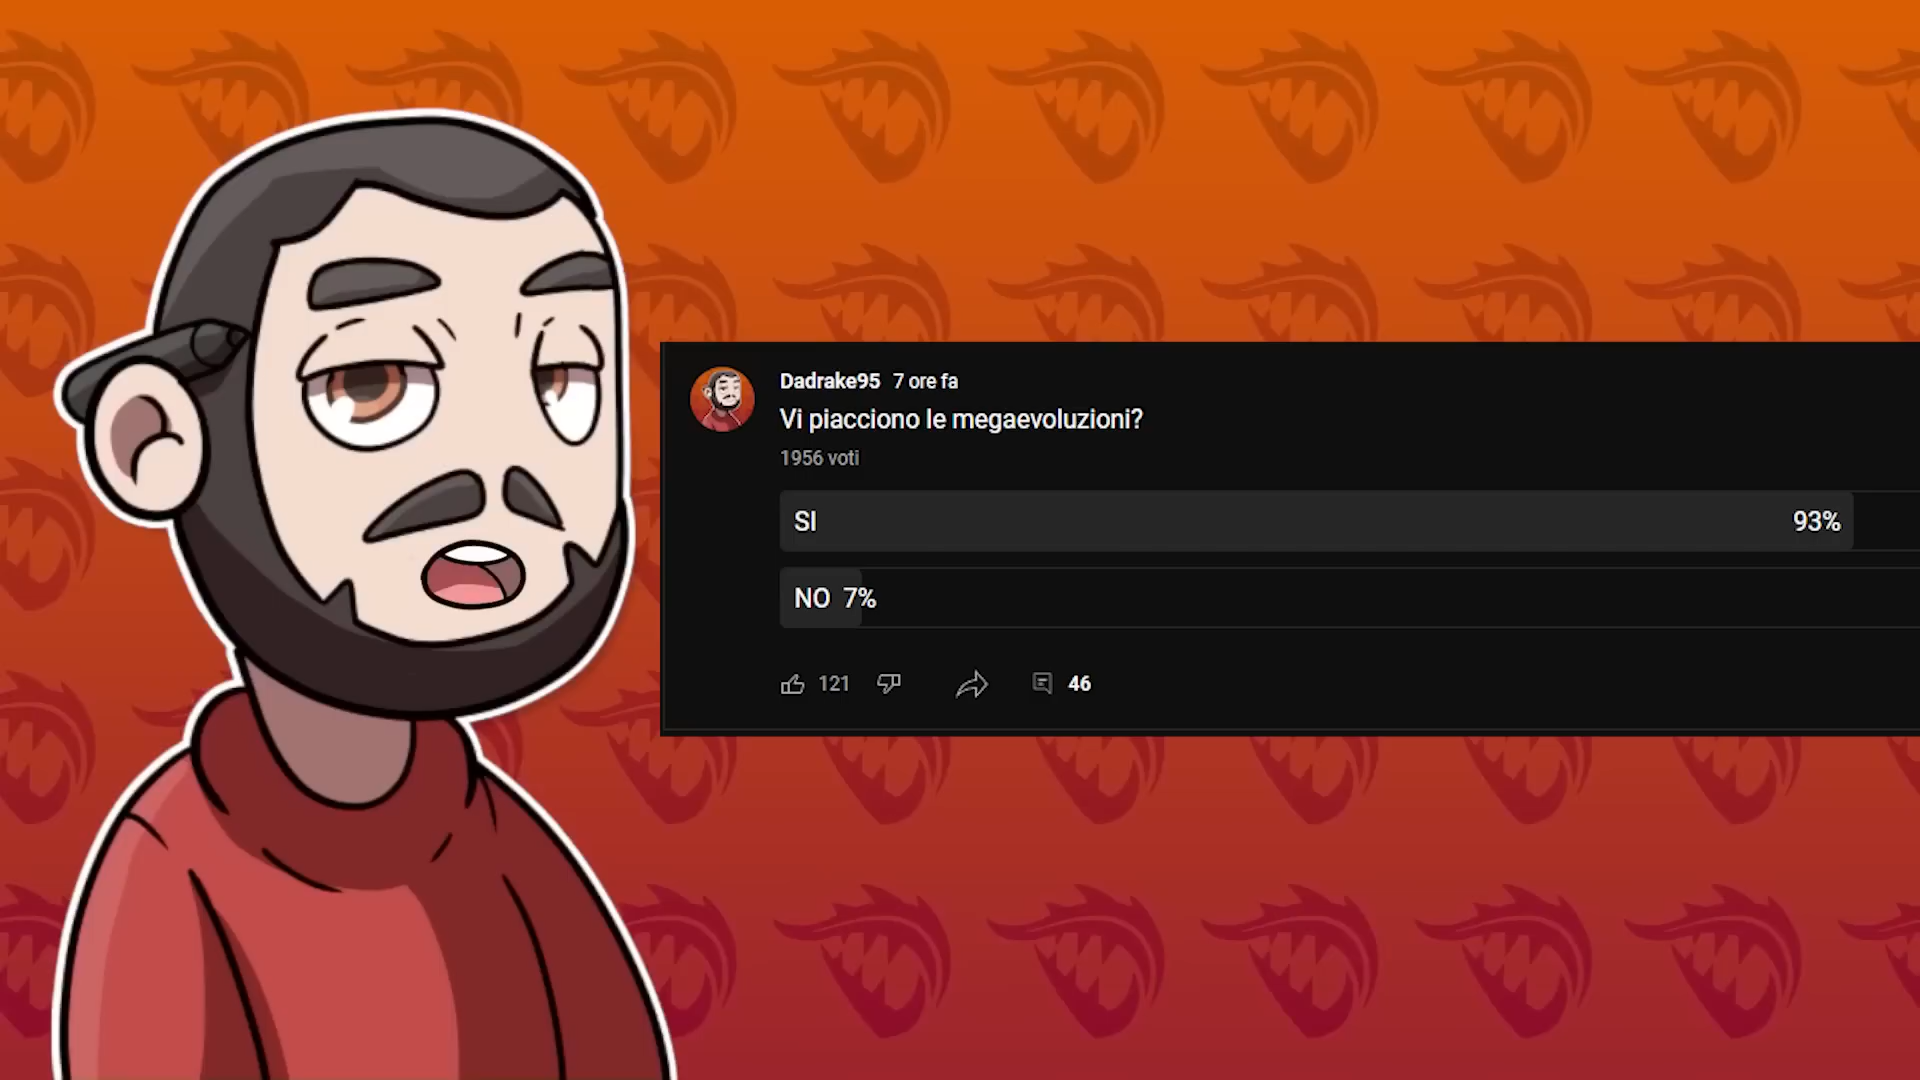 Dadrake95 7 ore fa
Vi piacciono le megaevoluzioni?
1956 voti
SI 93%
NO 7%
121 46